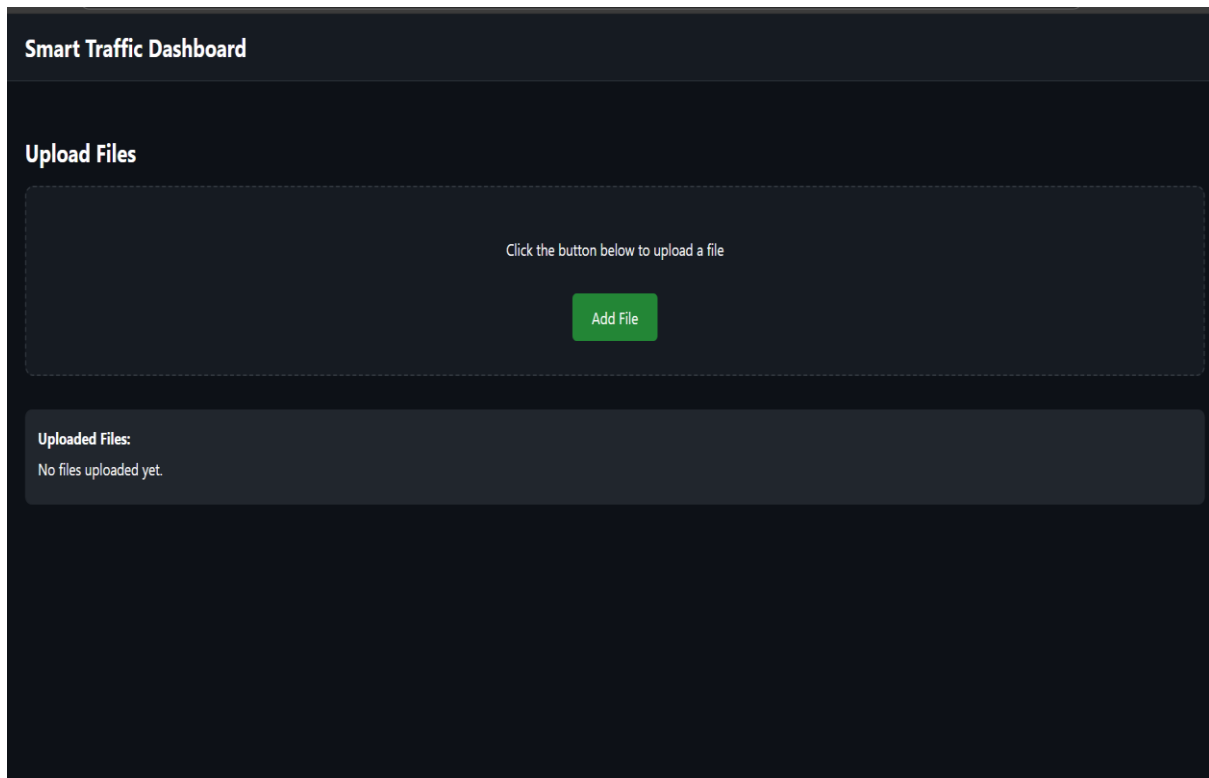 Smart Traffic Dashboard
Upload Files
Click the button below to upload a file
Add File
Uploaded Files:
No files uploaded yet.